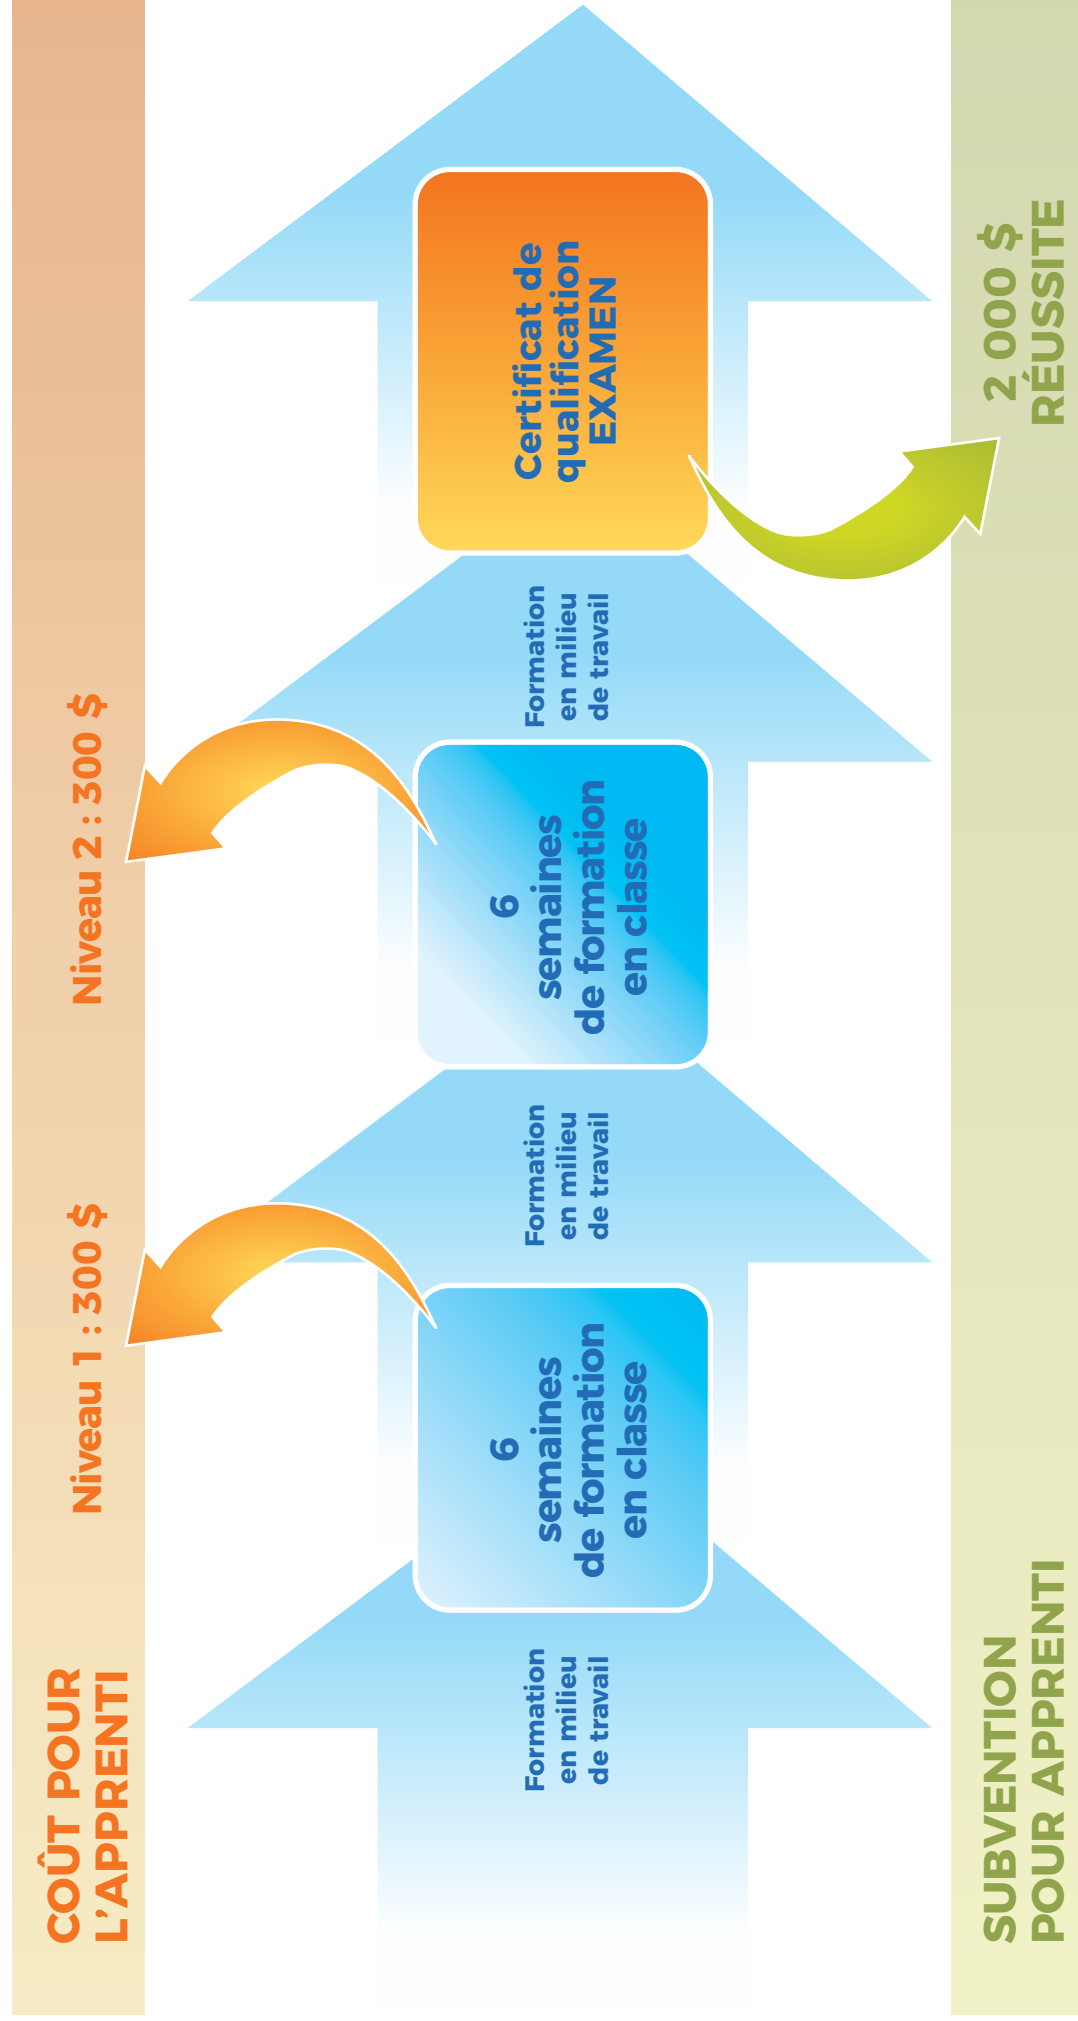 COÛT POUR
L’APPRENTI
Niveau 1 : 300 $
Niveau 2 : 300 $
Formation
en milieu
de travail
6
semaines
de formation
en classe
Formation
en milieu
de travail
6
semaines
de formation
en classe
Formation
en milieu
de travail
Certificat de
qualification
EXAMEN
SUBVENTION
POUR APPRENTI
2 000 $
RÉUSSITE